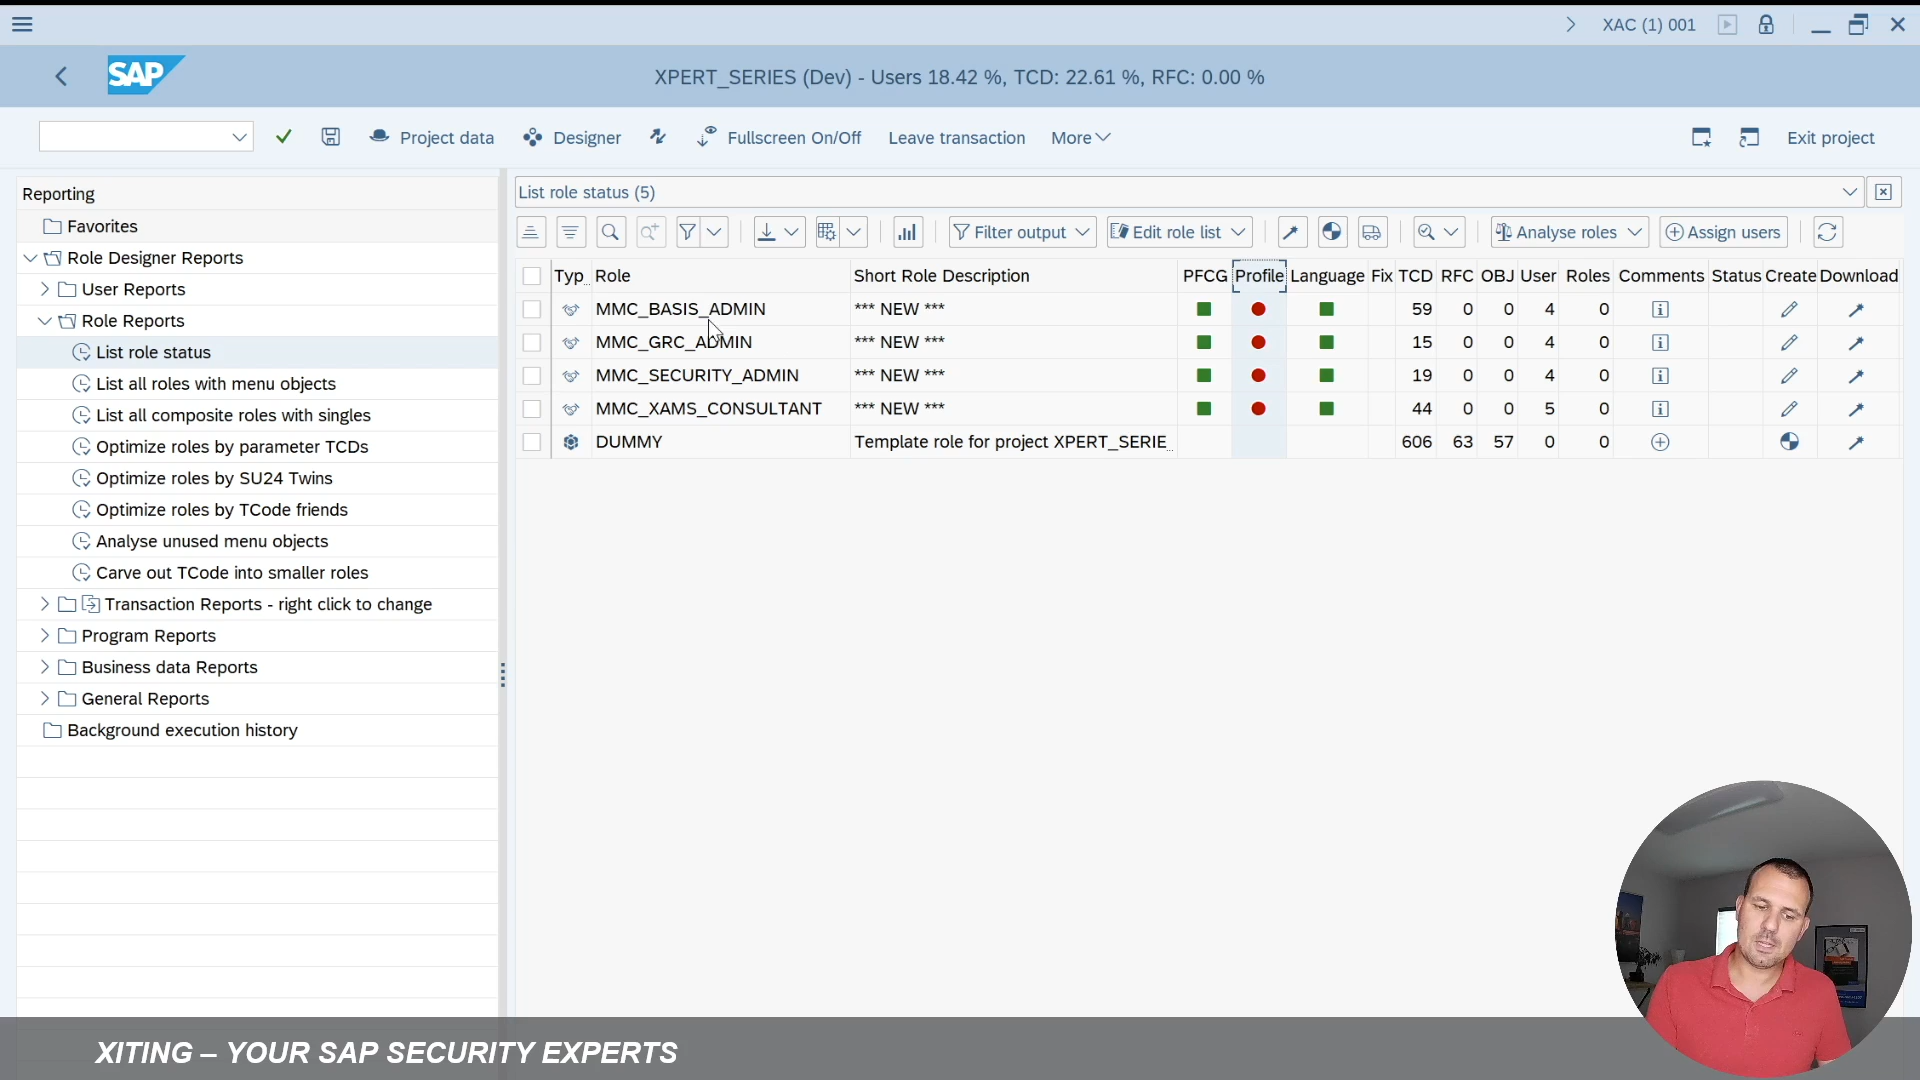 XAC (1) 001
SAP
XPERT_SERIES (Dev) - Users 18.42 %, TCD: 22.61 %, RFC: 0.00 %
Project data Designer Fullscreen On/Off Leave transaction More Exit project
Reporting
Favorites
Role Designer Reports
User Reports
Role Reports
List role status
List all roles with menu objects
List all composite roles with singles
Optimize roles by parameter TCDs
Optimize roles by SU24 Twins
Optimize roles by TCode friends
Analyse unused menu objects
Carve out TCode into smaller roles
Transaction Reports - right click to change
Program Reports
Business data Reports
General Reports
Background execution history
List role status (5)
Filter output Edit role list Analyse roles Assign users
Typ.. Role Short Role Description PFCG Profile Language Fix TCD RFC OBJ User Roles Comments Status Create Download
MMC_BASIS_ADMIN *** NEW *** 59 0 0 4 0
MMC_GRC_ADMIN *** NEW *** 15 0 0 4 0
MMC_SECURITY_ADMIN *** NEW *** 19 0 0 4 0
MMC_XAMS_CONSULTANT *** NEW *** 44 0 0 5 0
DUMMY Template role for project XPERT_SERIE.. 606 63 57 0 0
XITING – YOUR SAP SECURITY EXPERTS